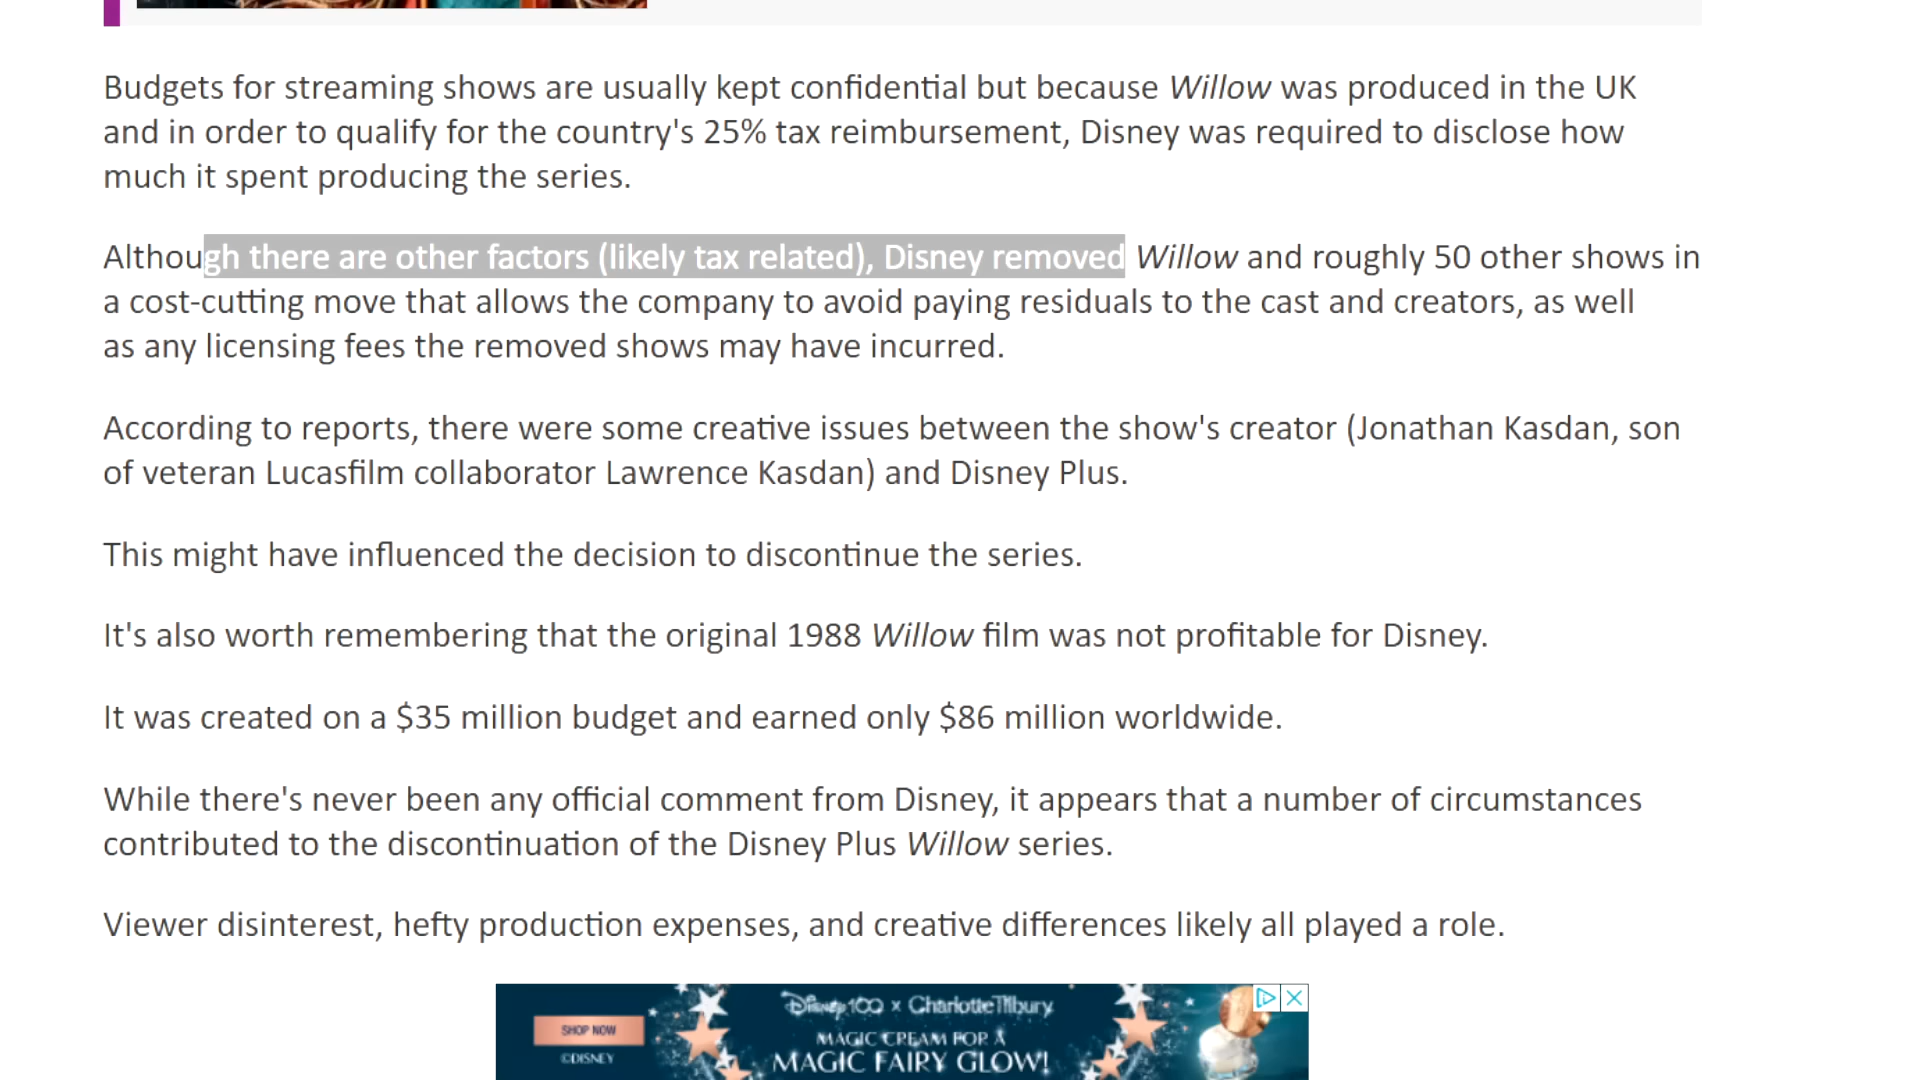 Budgets for streaming shows are usually kept confidential but because Willow was produced in the UK
and in order to qualify for the country's 25% tax reimbursement, Disney was required to disclose how
much it spent producing the series.
Although there are other factors (likely tax related), Disney removed Willow and roughly 50 other shows in
a cost-cutting move that allows the company to avoid paying residuals to the cast and creators, as well
as any licensing fees the removed shows may have incurred.
According to reports, there were some creative issues between the show's creator (Jonathan Kasdan, son
of veteran Lucasfilm collaborator Lawrence Kasdan) and Disney Plus.
This might have influenced the decision to discontinue the series.
It's also worth remembering that the original 1988 Willow film was not profitable for Disney.
It was created on a $35 million budget and earned only $86 million worldwide.
While there's never been any official comment from Disney, it appears that a number of circumstances
contributed to the discontinuation of the Disney Plus Willow series.
Viewer disinterest, hefty production expenses, and creative differences likely all played a role.
Disney100 x Charlotte Tilbury
SHOP NOW
MAGIC CREAM FOR A
©DISNEY
MAGIC FAIRY GLOW!